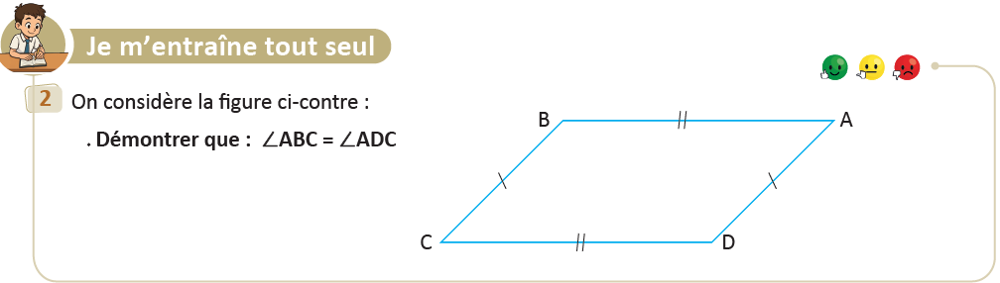 Je m’entraîne tout seul
2 On considère la figure ci-contre :
. Démontrer que : ∠ABC = ∠ADC
B A
C D